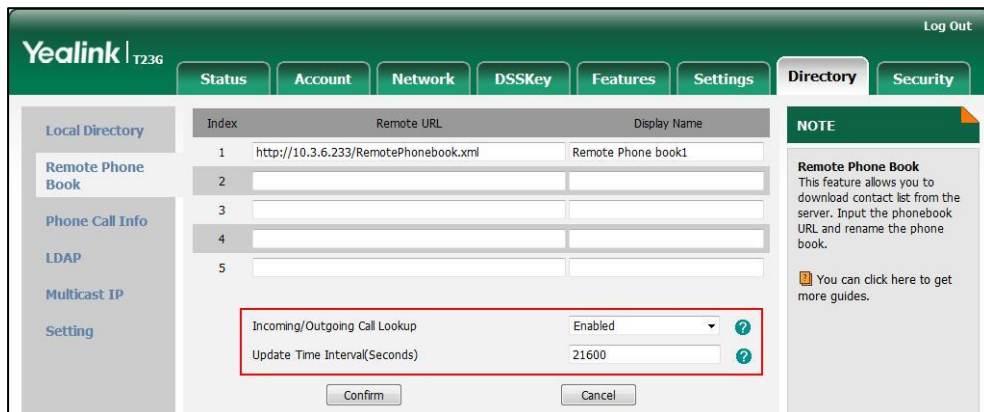 Log Out
Yealink T23G
Status Account Network DSSKey Features Settings Directory Security
Local Directory
Remote Phone
Book
Phone Call Info
LDAP
Multicast IP
Setting
Index Remote URL Display Name
1 http://10.3.6.233/RemotePhonebook.xml Remote Phone book1
2
3
4
5
Incoming/Outgoing Call Lookup Enabled ?
Update Time Interval(Seconds) 21600 ?
Confirm Cancel
NOTE
Remote Phone Book
This feature allows you to
download contact list from the
server. Input the phonebook
URL and rename the phone
book.
? You can click here to get
more guides.